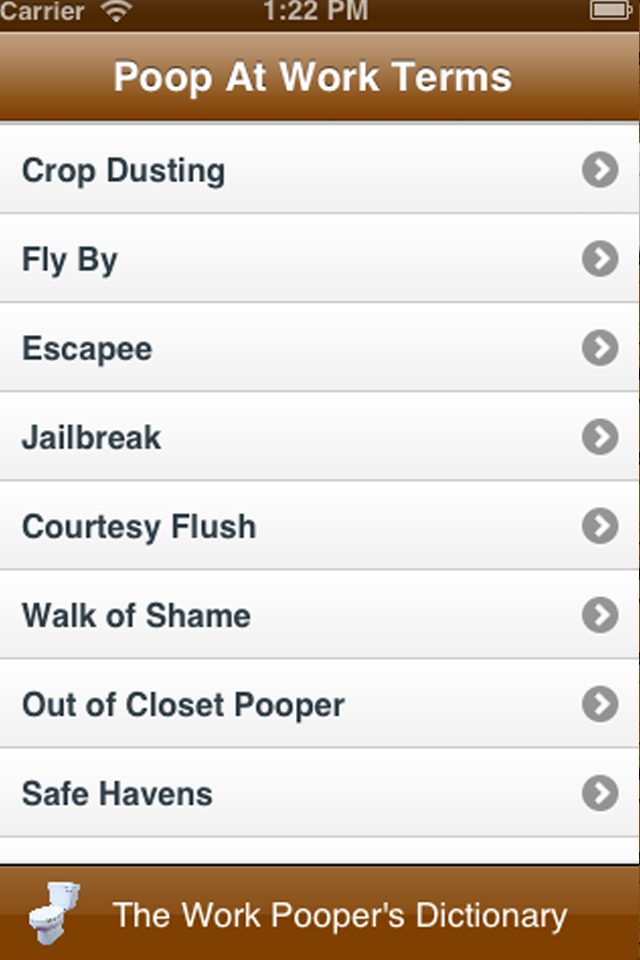 Carrier 1:22 PM
Poop At Work Terms
Crop Dusting
Fly By
Escapee
Jailbreak
Courtesy Flush
Walk of Shame
Out of Closet Pooper
Safe Havens
The Work Pooper's Dictionary